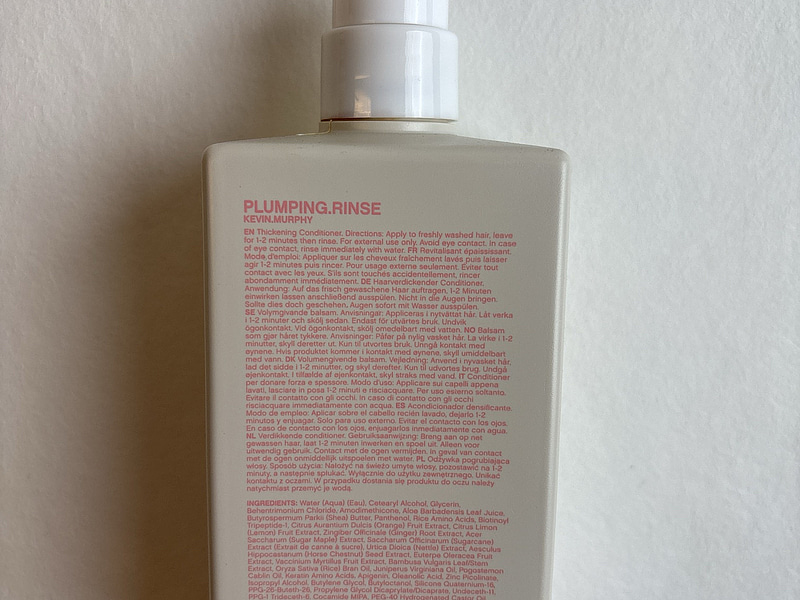 PLUMPING.RINSE
KEVIN.MURPHY
EN Thickening Conditioner. Directions: Apply to freshly washed hair, leave
for 1-2 minutes then rinse. For external use only. Avoid eye contact. In case
of eye contact, rinse immediately with water. FR Revitalisant épaississant.
Mode d'emploi: Appliquer sur les cheveux fraîchement lavés puis laisser
agir 1-2 minutes puis rincer. Pour usage externe seulement. Eviter tout
contact avec les yeux. S'ils sont touchés accidentellement, rincer
abondamment immédiatement. DE Haarverdickender Conditioner,
Anwendung: Auf das frisch gewaschene Haar auftragen, 1-2 Minuten
einwirken lassen anschließend ausspülen. Nicht in die Augen bringen.
Sollte dies doch geschehen, Augen sofort mit Wasser ausspülen.
SE Volymgivande balsam. Anvisningar: Appliceras i nytvättat hår. Låt verka
i 1-2 minuter och skölj sedan. Endast för utvärtes bruk. Undvik
ögonkontakt. Vid ögonkontakt, skölj omedelbart med vatten. NO Balsam
som gjør håret tykkere. Anvisninger: Påfør på nylig vasket hår. La virke i 1-2
minutter, skyll deretter ut. Kun til utvortes bruk. Unngå kontakt med
øynene. Hvis produktet kommer i kontakt med øynene, skyll umiddelbart
med vann. DK Volumengivende balsam. Vejledning: Anvend i nyvasket hår,
lad det sidde i 1-2 minutter, og skyl derefter. Kun til udvortes brug. Undgå
øjenkontakt. I tilfælde af øjenkontakt, skyl straks med vand. IT Conditioner
per donare forza e spessore. Modo d'uso: Applicare sui capelli appena
lavati, lasciare in posa 1-2 minuti e risciacquare. Per uso esterno soltanto.
Evitare il contatto con gli occhi. In caso di contatto con gli occhi
risciacquare immediatamente con acqua. ES Acondicionador densificante.
Modo de empleo: Aplicar sobre el cabello recién lavado, dejarlo 1-2
minutos y enjuagar. Solo para uso externo. Evitar el contacto con los ojos.
En caso de contacto con los ojos, enjuagarlos inmediatamente con agua.
NL Verdikkende conditioner. Gebruiksaanwijzing: Breng aan op net
gewassen haar, laat 1-2 minuten inwerken en spoel uit. Alleen voor
uitwendig gebruik. Contact met de ogen vermijden. In geval van contact
met de ogen onmiddellijk uitspoelen met water. PL Odżywka pogrubiająca
włosy. Sposób użycia: Nałożyć na świeżo umyte włosy, pozostawić na 1-2
minuty, a następnie spłukać. Wyłącznie do użytku zewnętrznego. Unikać
kontaktu z oczami. W przypadku dostania się produktu do oczu należy
natychmiast przemyć je wodą.
INGREDIENTS: Water (Aqua) (Eau), Cetearyl Alcohol, Glycerin,
Behentrimonium Chloride, Amodimethicone, Aloe Barbadensis Leaf Juice,
Butyrospermum Parkii (Shea) Butter, Panthenol, Rice Amino Acids, Biotinoyl
Tripeptide-1, Citrus Aurantium Dulcis (Orange) Fruit Extract, Citrus Limon
(Lemon) Fruit Extract, Zingiber Officinale (Ginger) Root Extract, Acer
Saccharum (Sugar Maple) Extract, Saccharum Officinarum (Sugarcane)
Extract (Extrait de canne à sucre), Urtica Dioica (Nettle) Extract, Aesculus
Hippocastanum (Horse Chestnut) Seed Extract, Euterpe Oleracea Fruit
Extract, Vaccinium Myrtillus Fruit Extract, Bambusa Vulgaris Leaf/Stem
Extract, Oryza Sativa (Rice) Bran Oil, Juniperus Virginiana Oil, Pogostemon
Cablin Oil, Keratin Amino Acids, Apigenin, Oleanolic Acid, Zinc Picolinate,
Isopropyl Alcohol, Butylene Glycol, Butyloctanol, Silicone Quaternium-16,
PPG-26-Buteth-26, Propylene Glycol Dicaprylate/Dicaprate, Undeceth-11,
PPG-1 Trideceth-6, Cocamide MIPA, PEG-40 Hydrogenated Castor Oil,